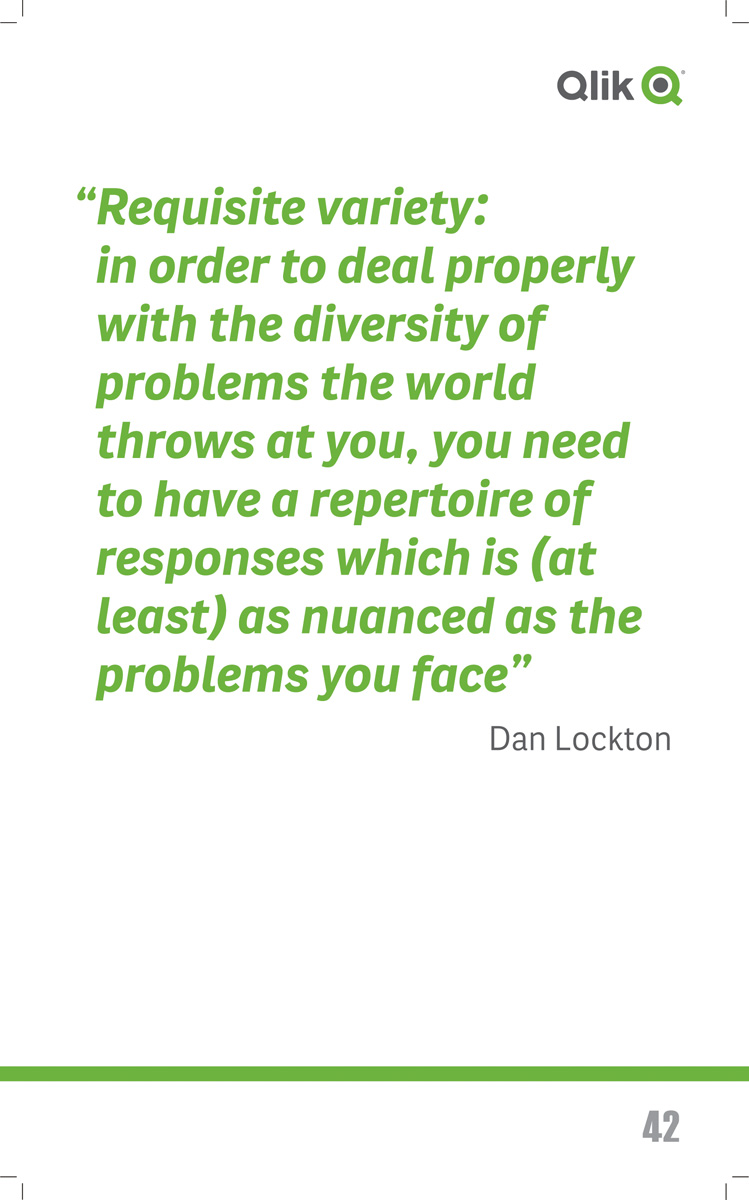 Qlik
“Requisite variety:
in order to deal properly
with the diversity of
problems the world
throws at you, you need
to have a repertoire of
responses which is (at
least) as nuanced as the
problems you face”
Dan Lockton
42